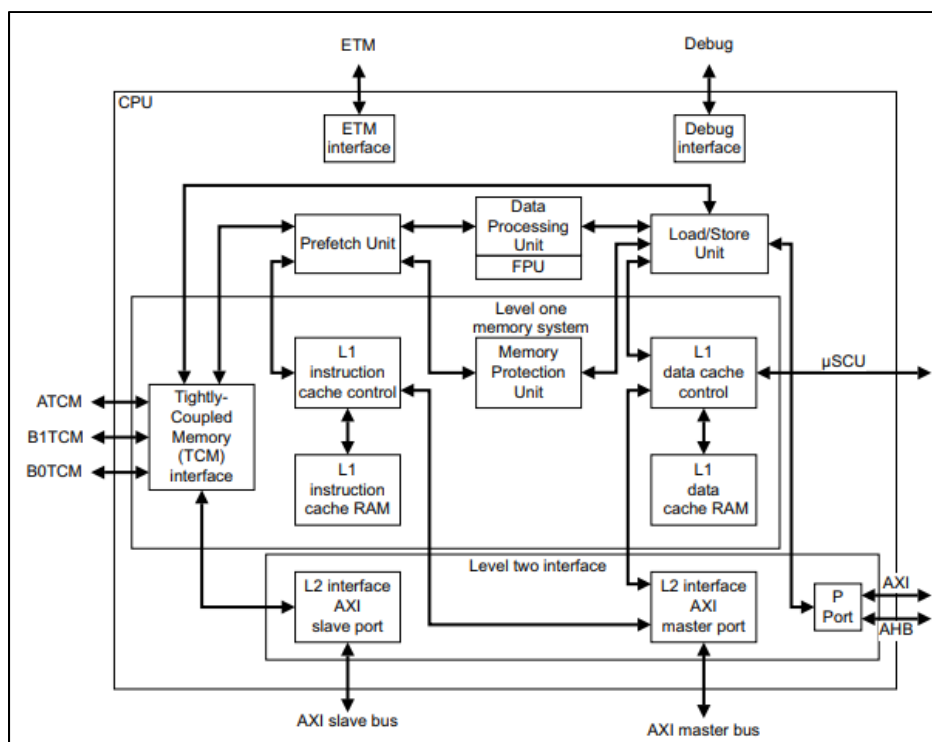 ETM
Debug
CPU
ETM
interface
Debug
interface
Prefetch Unit
Data
Processing
Unit
FPU
Load/Store
Unit
Level one
memory system
L1
instruction
cache control
Memory
Protection
Unit
L1
data cache
control
µSCU
ATCM
B1TCM
B0TCM
Tightly-
Coupled
Memory
(TCM)
interface
L1
instruction
cache RAM
L1
data
cache RAM
Level two interface
L2 interface
AXI
slave port
L2 interface
AXI
master port
P
Port
AXI
AHB
AXI slave bus
AXI master bus